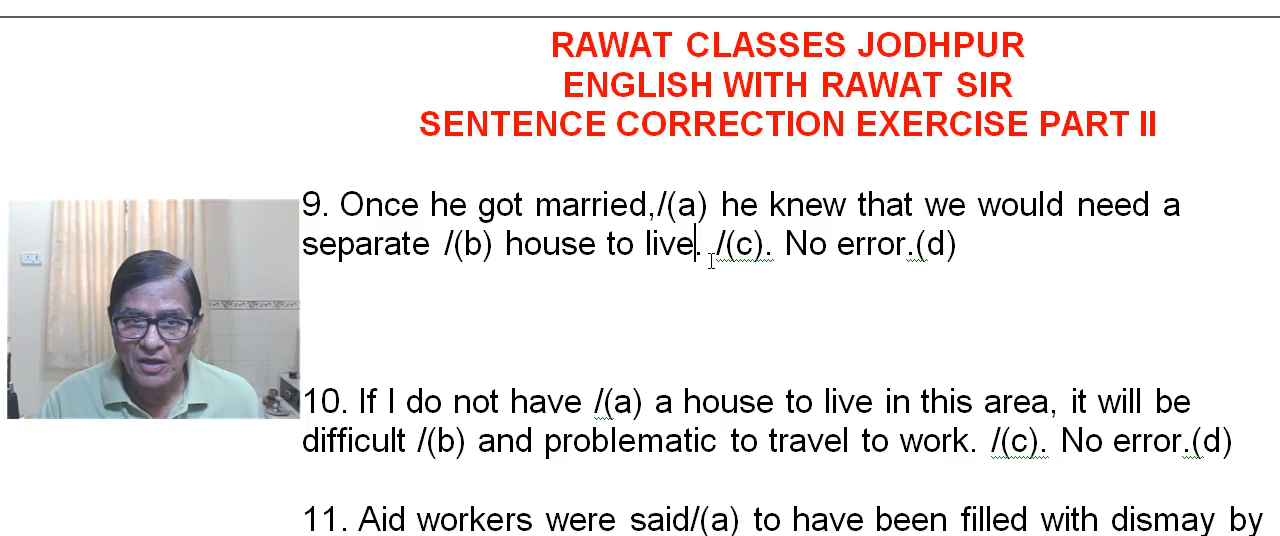 RAWAT CLASSES JODHPUR
ENGLISH WITH RAWAT SIR
SENTENCE CORRECTION EXERCISE PART II
9. Once he got married,/(a) he knew that we would need a
separate /(b) house to live. /(c). No error.(d)
10. If I do not have /(a) a house to live in this area, it will be
difficult /(b) and problematic to travel to work. /(c). No error.(d)
11. Aid workers were said/(a) to have been filled with dismay by